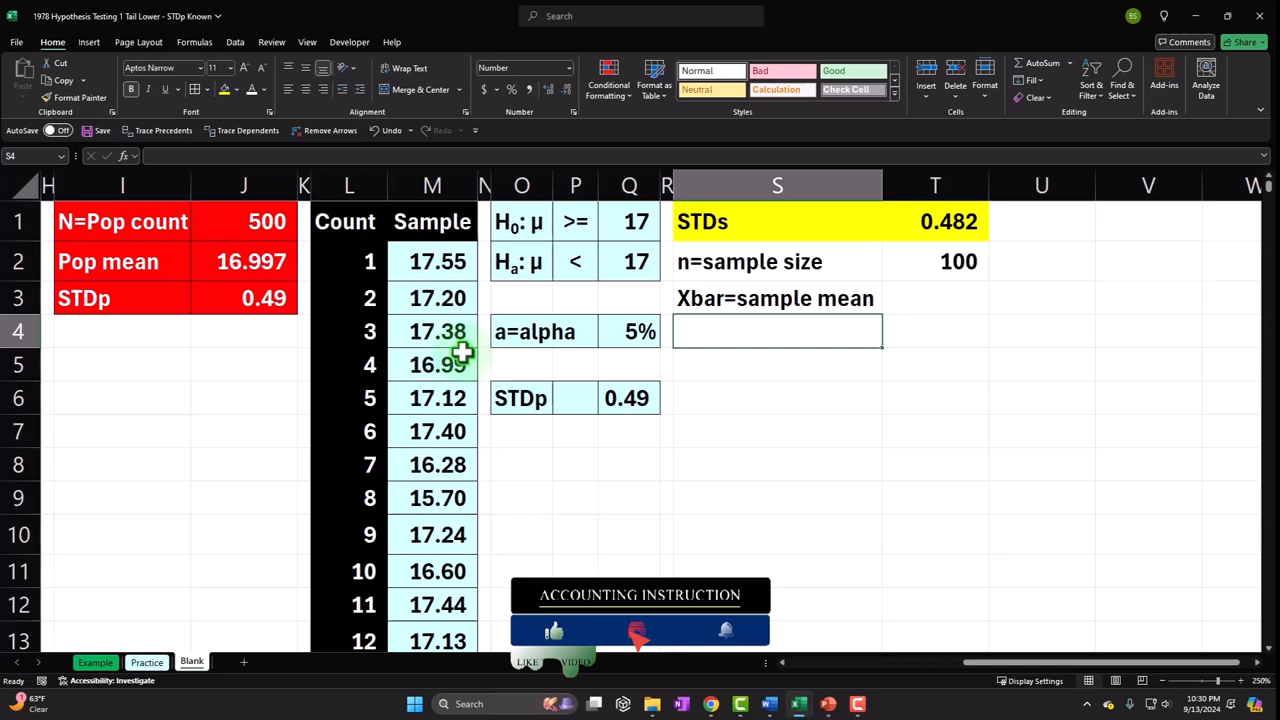 1978 Hypothesis Testing 1 Tail Lower - STDp Known
Search
BS
File Home Insert Page Layout Formulas Data Review View Developer Help
Comments Share
Cut
Copy
Format Painter
Paste
Clipboard
Aptos Narrow 11
Font
Wrap Text
Merge & Center
Alignment
Number
Number
Conditional Formatting
Format as Table
Normal Bad Good
Neutral Calculation Check Cell
Styles
Insert Delete Format
Cells
AutoSum
Fill
Clear
Sort & Filter
Find & Select
Editing
Add-ins
Add-ins
Analyze Data
AutoSave Off Save Trace Precedents Trace Dependents Remove Arrows Undo Redo
S4 fx
H I J K L M N O P Q R S T U V W
1 N=Pop count 500 Count Sample H0: µ >= 17 STDs 0.482
2 Pop mean 16.997 1 17.55 Ha: µ < 17 n=sample size 100
3 STDp 0.49 2 17.20 Xbar=sample mean
4 3 17.38 a=alpha 5%
5 4 16.99
6 5 17.12 STDp 0.49
7 6 17.40
8 7 16.28
9 8 15.70
10 9 17.24
11 10 16.60
12 11 17.44
13 12 17.13
ACCOUNTING INSTRUCTION
Example Practice Blank
Ready Accessibility: Investigate
Display Settings
250%
63°F
Clear
Search
10:30 PM
9/13/2024